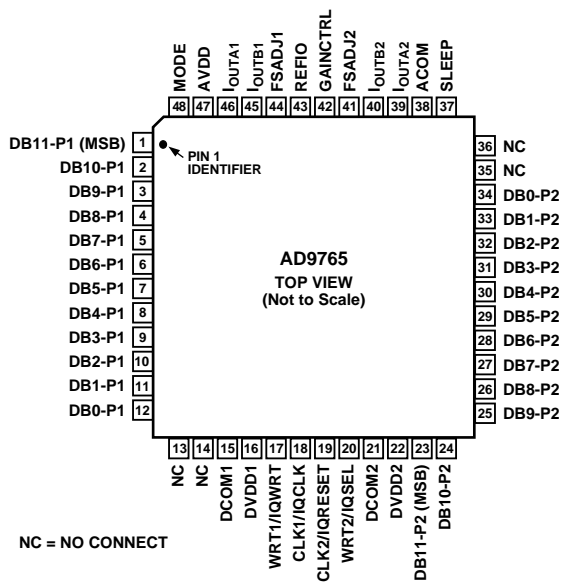 MODE
AVDD
IOUTA1
IOUTB1
FSADJ1
REFIO
GAINCTRL
FSADJ2
IOUTB2
IOUTA2
ACOM
SLEEP
48 47 46 45 44 43 42 41 40 39 38 37
DB11-P1 (MSB) 1
DB10-P1 2
DB9-P1 3
DB8-P1 4
DB7-P1 5
DB6-P1 6
DB5-P1 7
DB4-P1 8
DB3-P1 9
DB2-P1 10
DB1-P1 11
DB0-P1 12
PIN 1
IDENTIFIER
AD9765
TOP VIEW
(Not to Scale)
36 NC
35 NC
34 DB0-P2
33 DB1-P2
32 DB2-P2
31 DB3-P2
30 DB4-P2
29 DB5-P2
28 DB6-P2
27 DB7-P2
26 DB8-P2
25 DB9-P2
13 14 15 16 17 18 19 20 21 22 23 24
NC
NC
DCOM1
DVDD1
WRT1/IQWRT
CLK1/IQCLK
CLK2/IQRESET
WRT2/IQSEL
DCOM2
DVDD2
DB11-P2 (MSB)
DB10-P2
NC = NO CONNECT